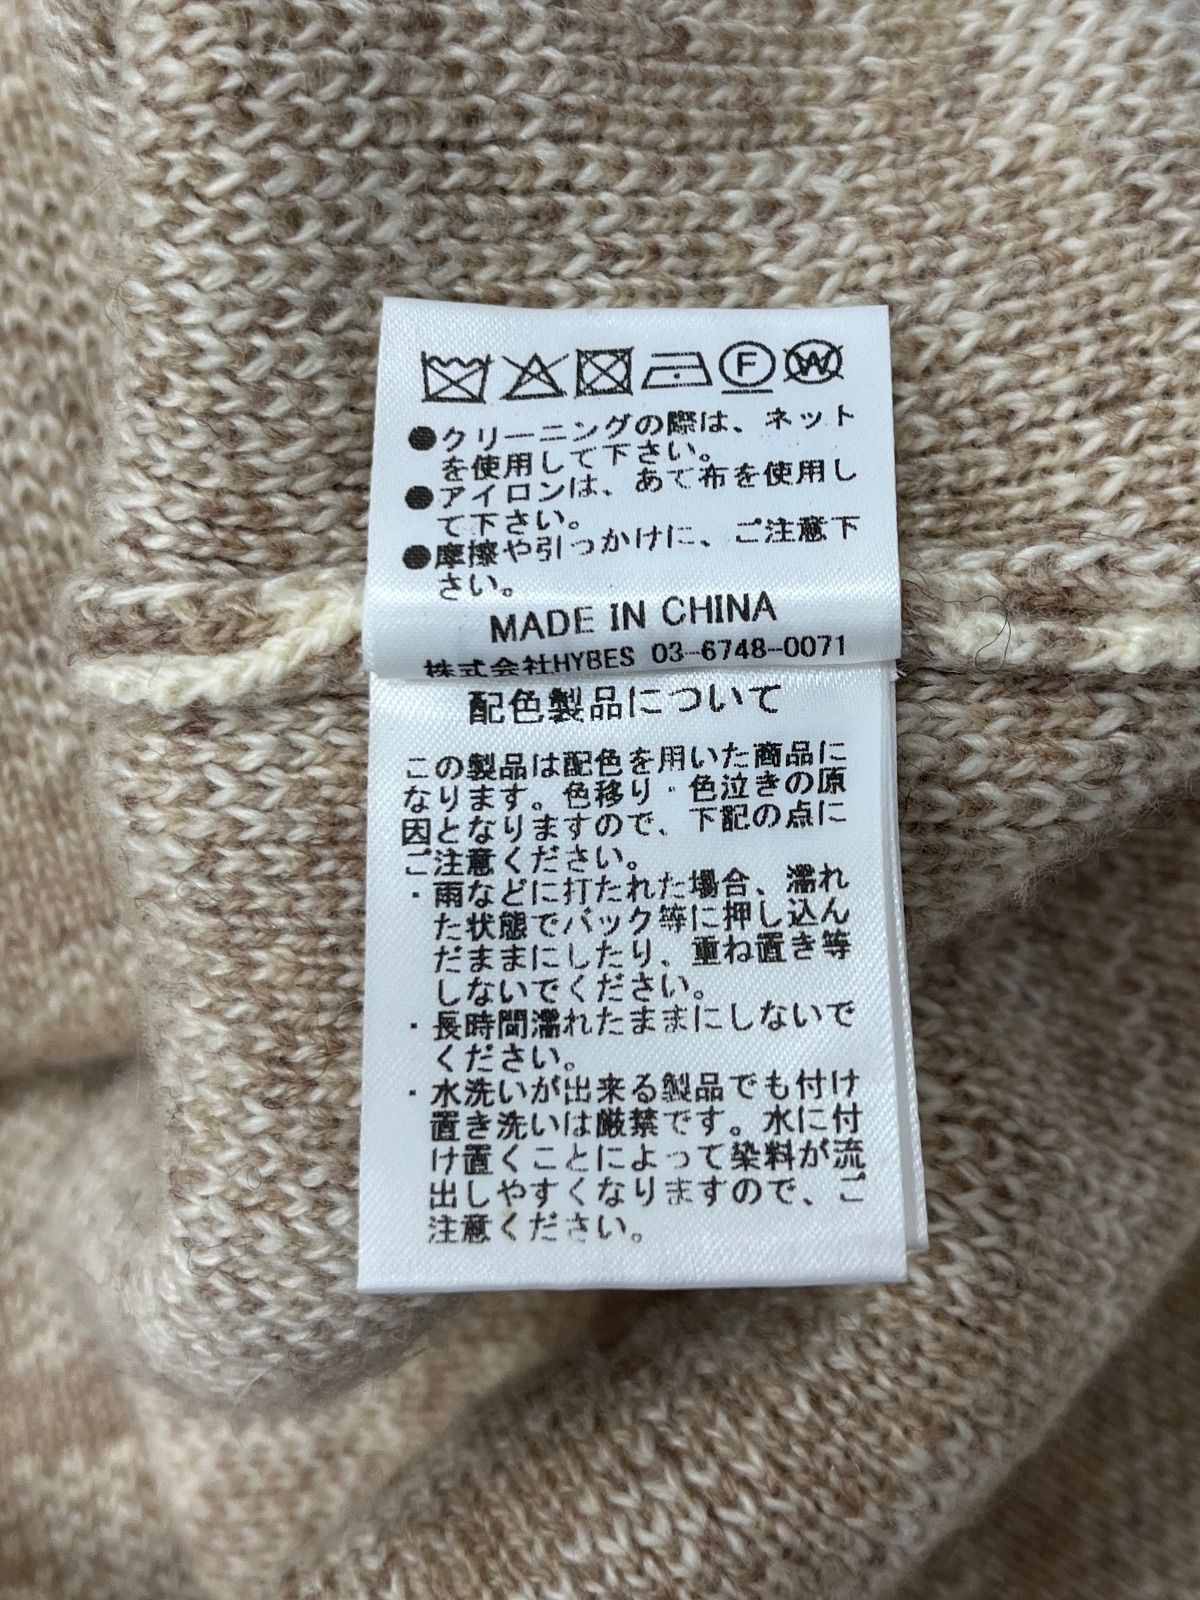 F W
●クリーニングの際は、ネット
を使用して下さい。
●アイロンは、あて布を使用し
て下さい。
●摩擦や引っかけに、ご注意下
さい。
MADE IN CHINA
株式会社HYBES 03-6748-0071
配色製品について
この製品は配色を用いた商品に
なります。色移り・色泣きの原
因となりますので、下記の点に
ご注意ください。
・雨などに打たれた場合、濡れ
た状態でバック等に押し込ん
だままにしたり、重ね置き等
しないでください。
・長時間濡れたままにしないで
ください。
・水洗いが出来る製品でも付け
置き洗いは厳禁です。水に付
け置くことによって染料が流
出しやすくなりますので、ご
注意ください。